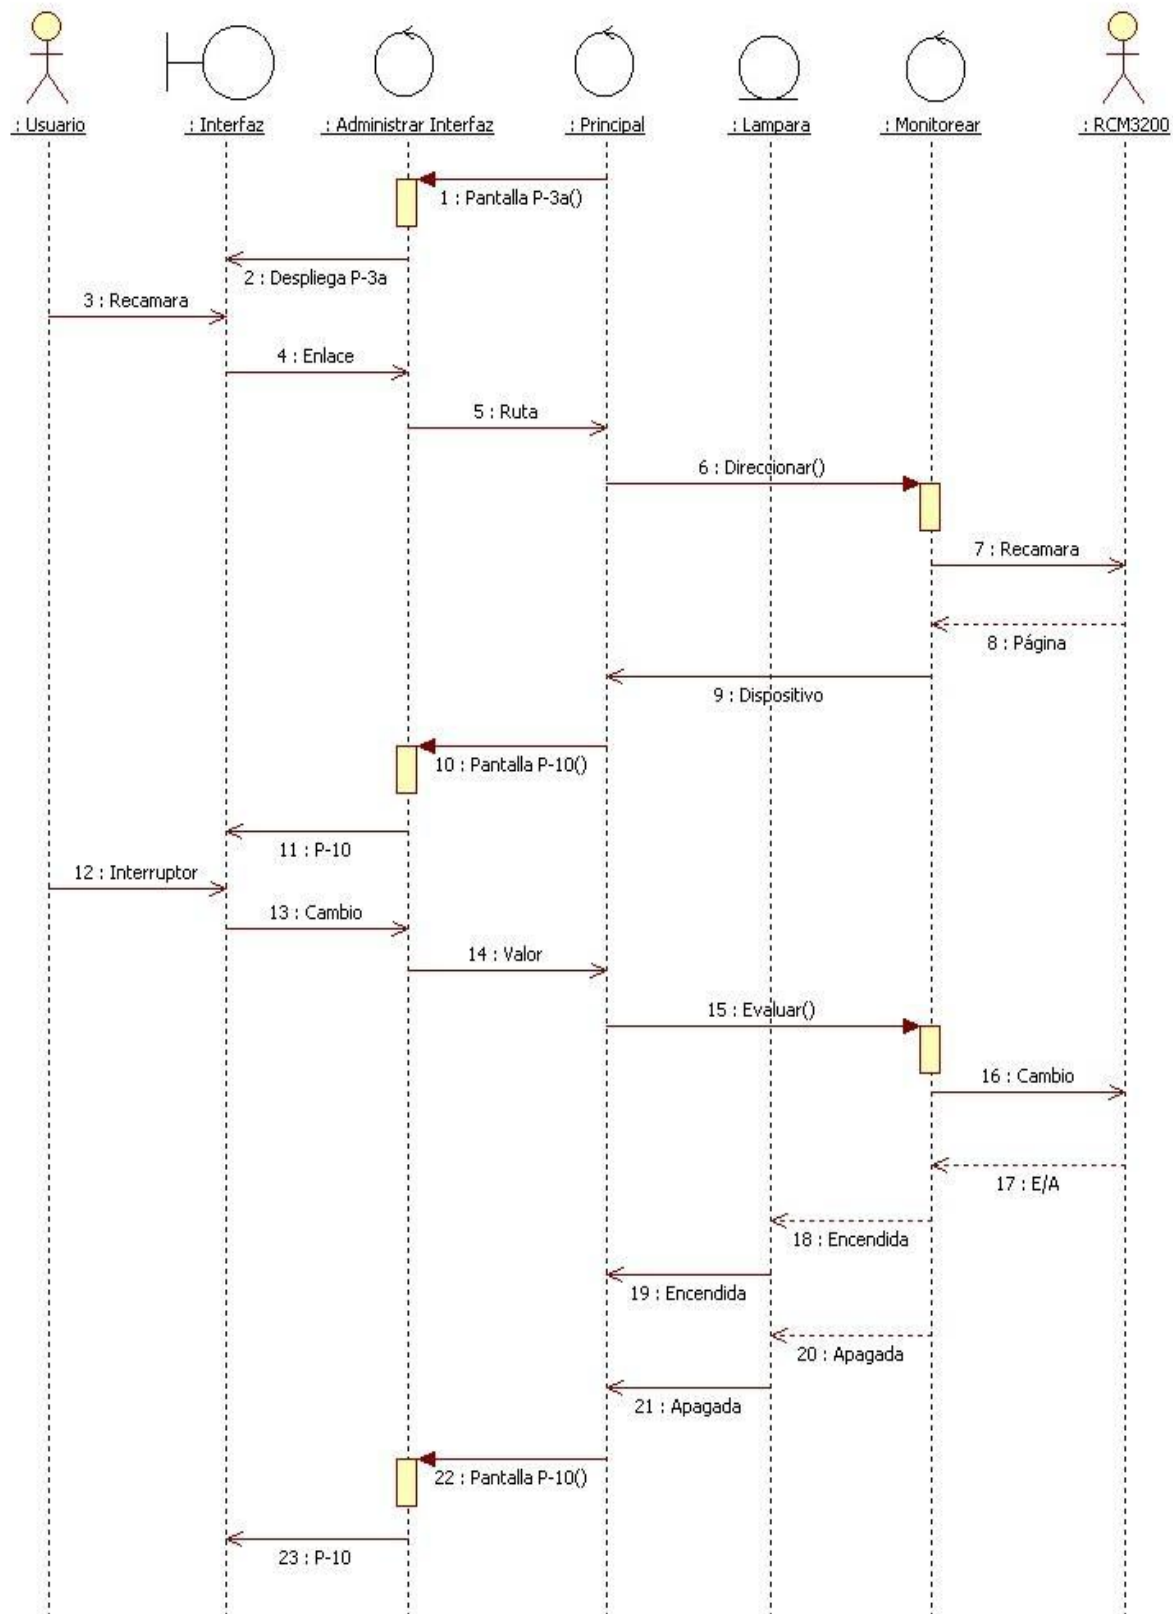 : Usuario
: Interfaz
: Administrar Interfaz
: Principal
: Lampara
: Monitorear
: RCM3200
1 : Pantalla P-3a()
2 : Despliega P-3a
3 : Recamara
4 : Enlace
5 : Ruta
6 : Direccionar()
7 : Recamara
8 : Página
9 : Dispositivo
10 : Pantalla P-10()
11 : P-10
12 : Interruptor
13 : Cambio
14 : Valor
15 : Evaluar()
16 : Cambio
17 : E/A
18 : Encendida
19 : Encendida
20 : Apagada
21 : Apagada
22 : Pantalla P-10()
23 : P-10